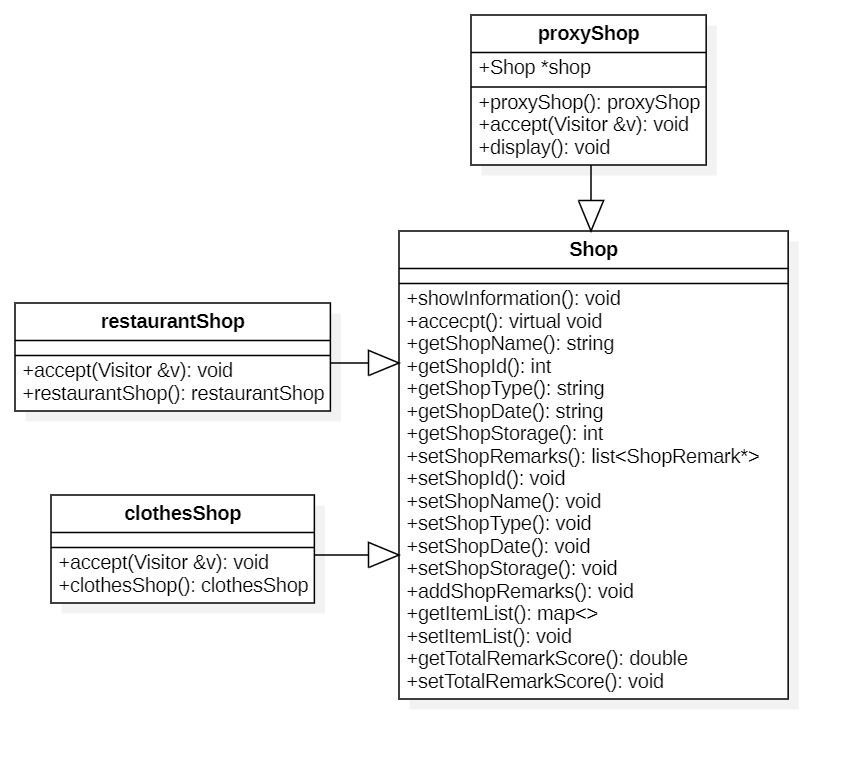 proxyShop
+Shop *shop
+proxyShop(): proxyShop
+accept(Visitor &v): void
+display(): void
Shop
+showInformation(): void
+accecpt(): virtual void
+getShopName(): string
+getShopId(): int
+getShopType(): string
+getShopDate(): string
+getShopStorage(): int
+setShopRemarks(): list<ShopRemark*>
+setShopId(): void
+setShopName(): void
+setShopType(): void
+setShopDate(): void
+setShopStorage(): void
+addShopRemarks(): void
+getItemList(): map<>
+setItemList(): void
+getTotalRemarkScore(): double
+setTotalRemarkScore(): void
restaurantShop
+accept(Visitor &v): void
+restaurantShop(): restaurantShop
clothesShop
+accept(Visitor &v): void
+clothesShop(): clothesShop